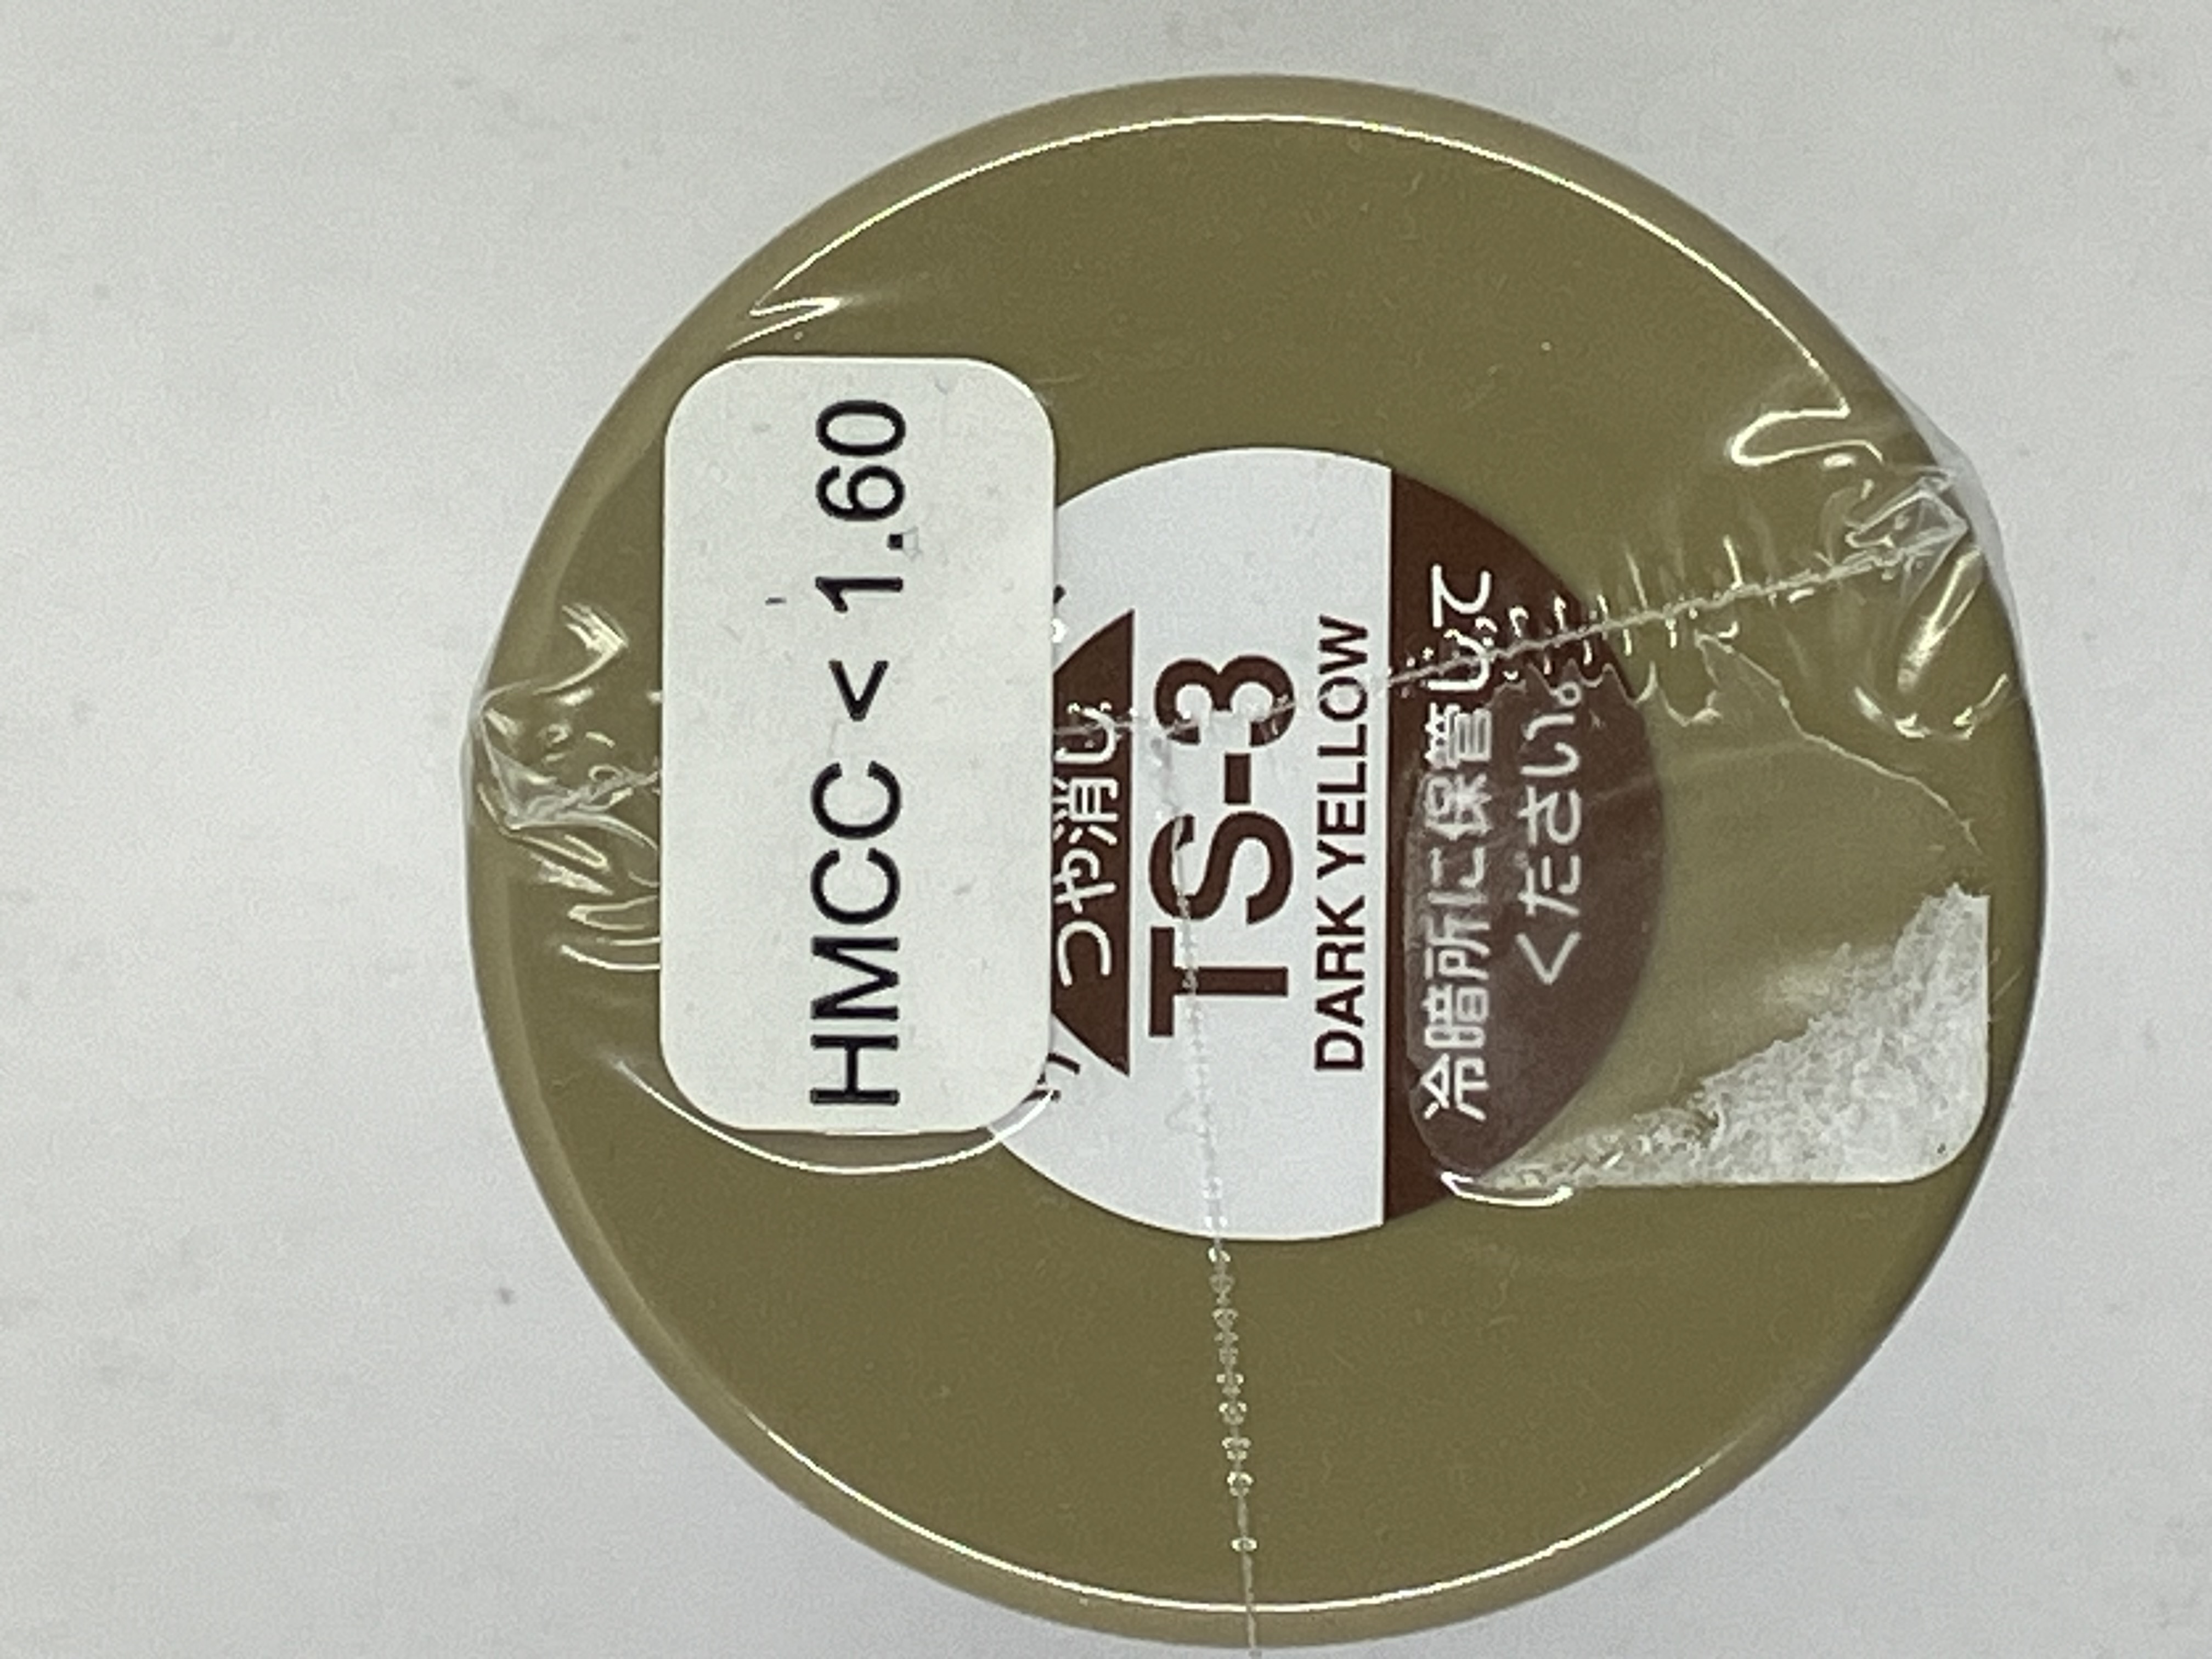 HMCC < 1.60
つや消し
TS-3
DARK YELLOW
冷暗所に保管して
ください。